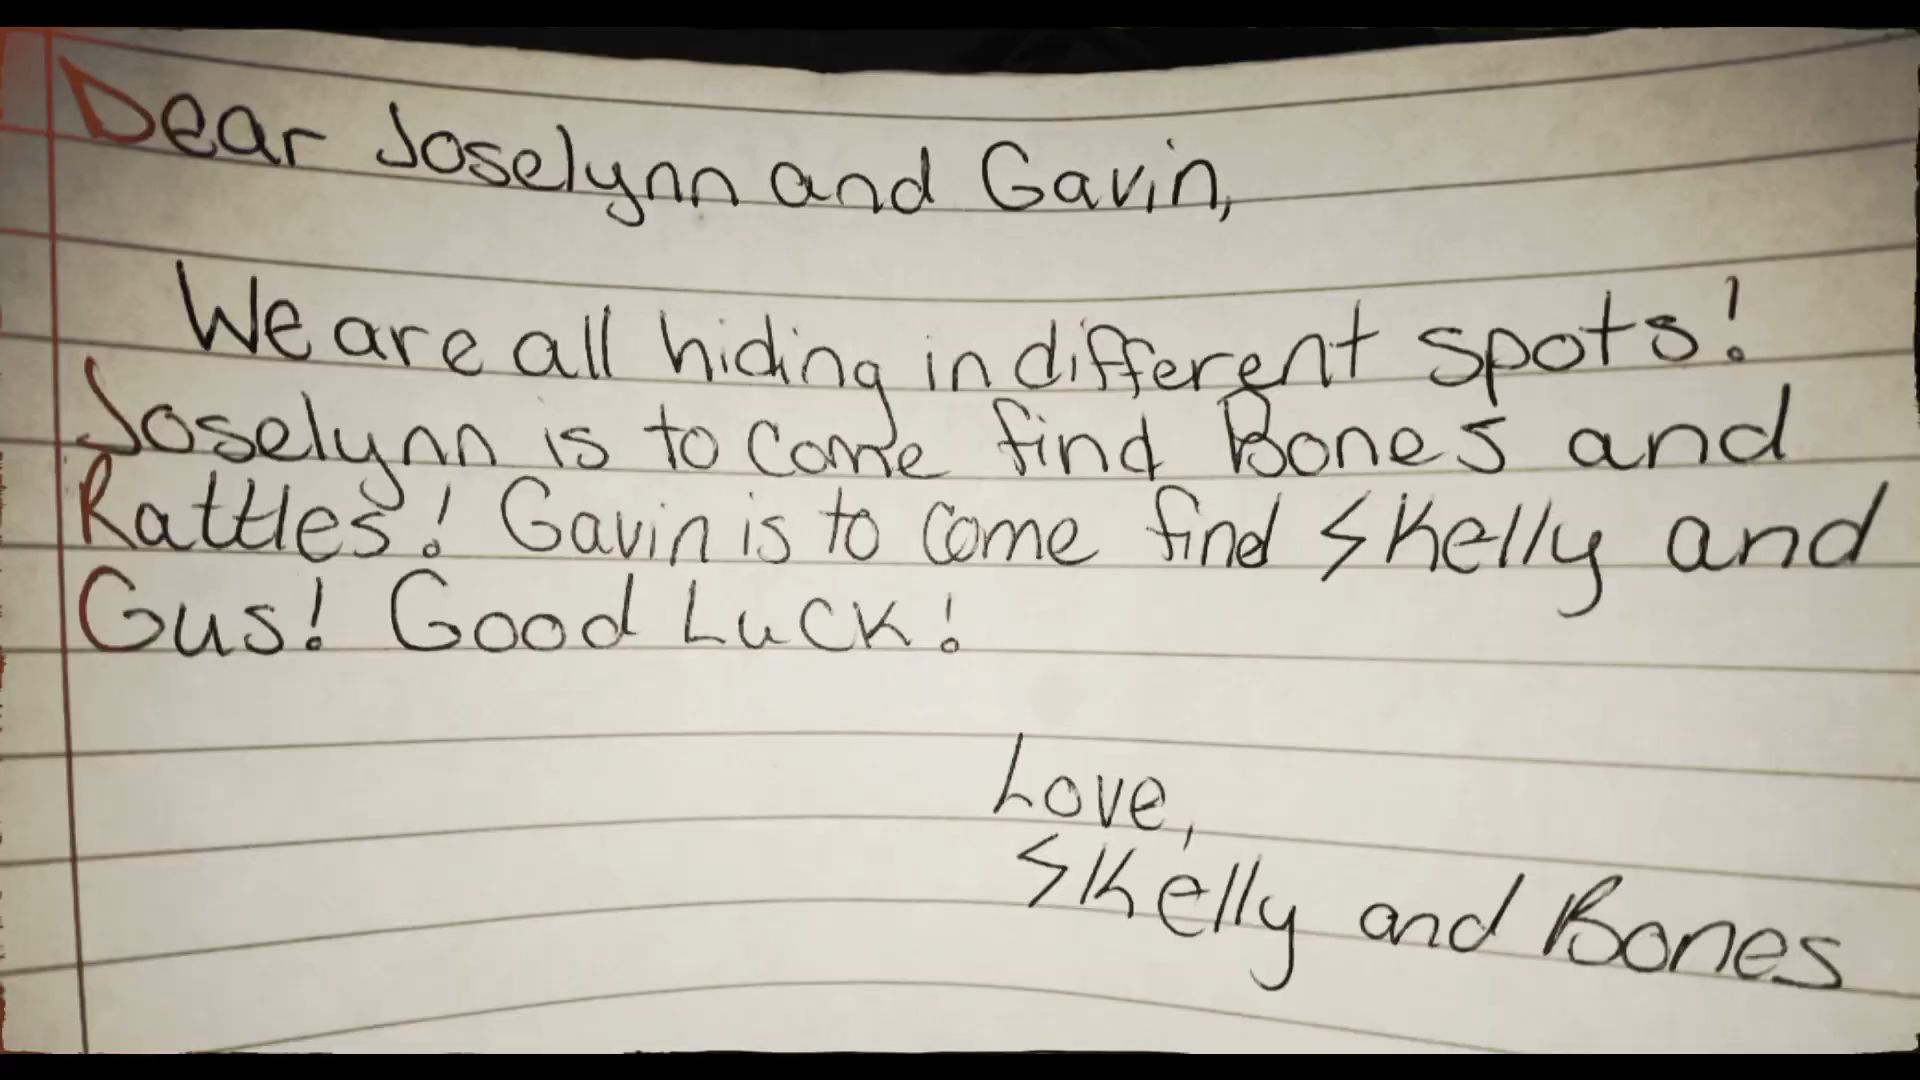 Dear Joselynn and Gavin,
We are all hiding in different spots!
Joselynn is to come find Bones and
Rattles! Gavin is to come find Skelly and
Gus! Good Luck!
Love,
Skelly and Bones